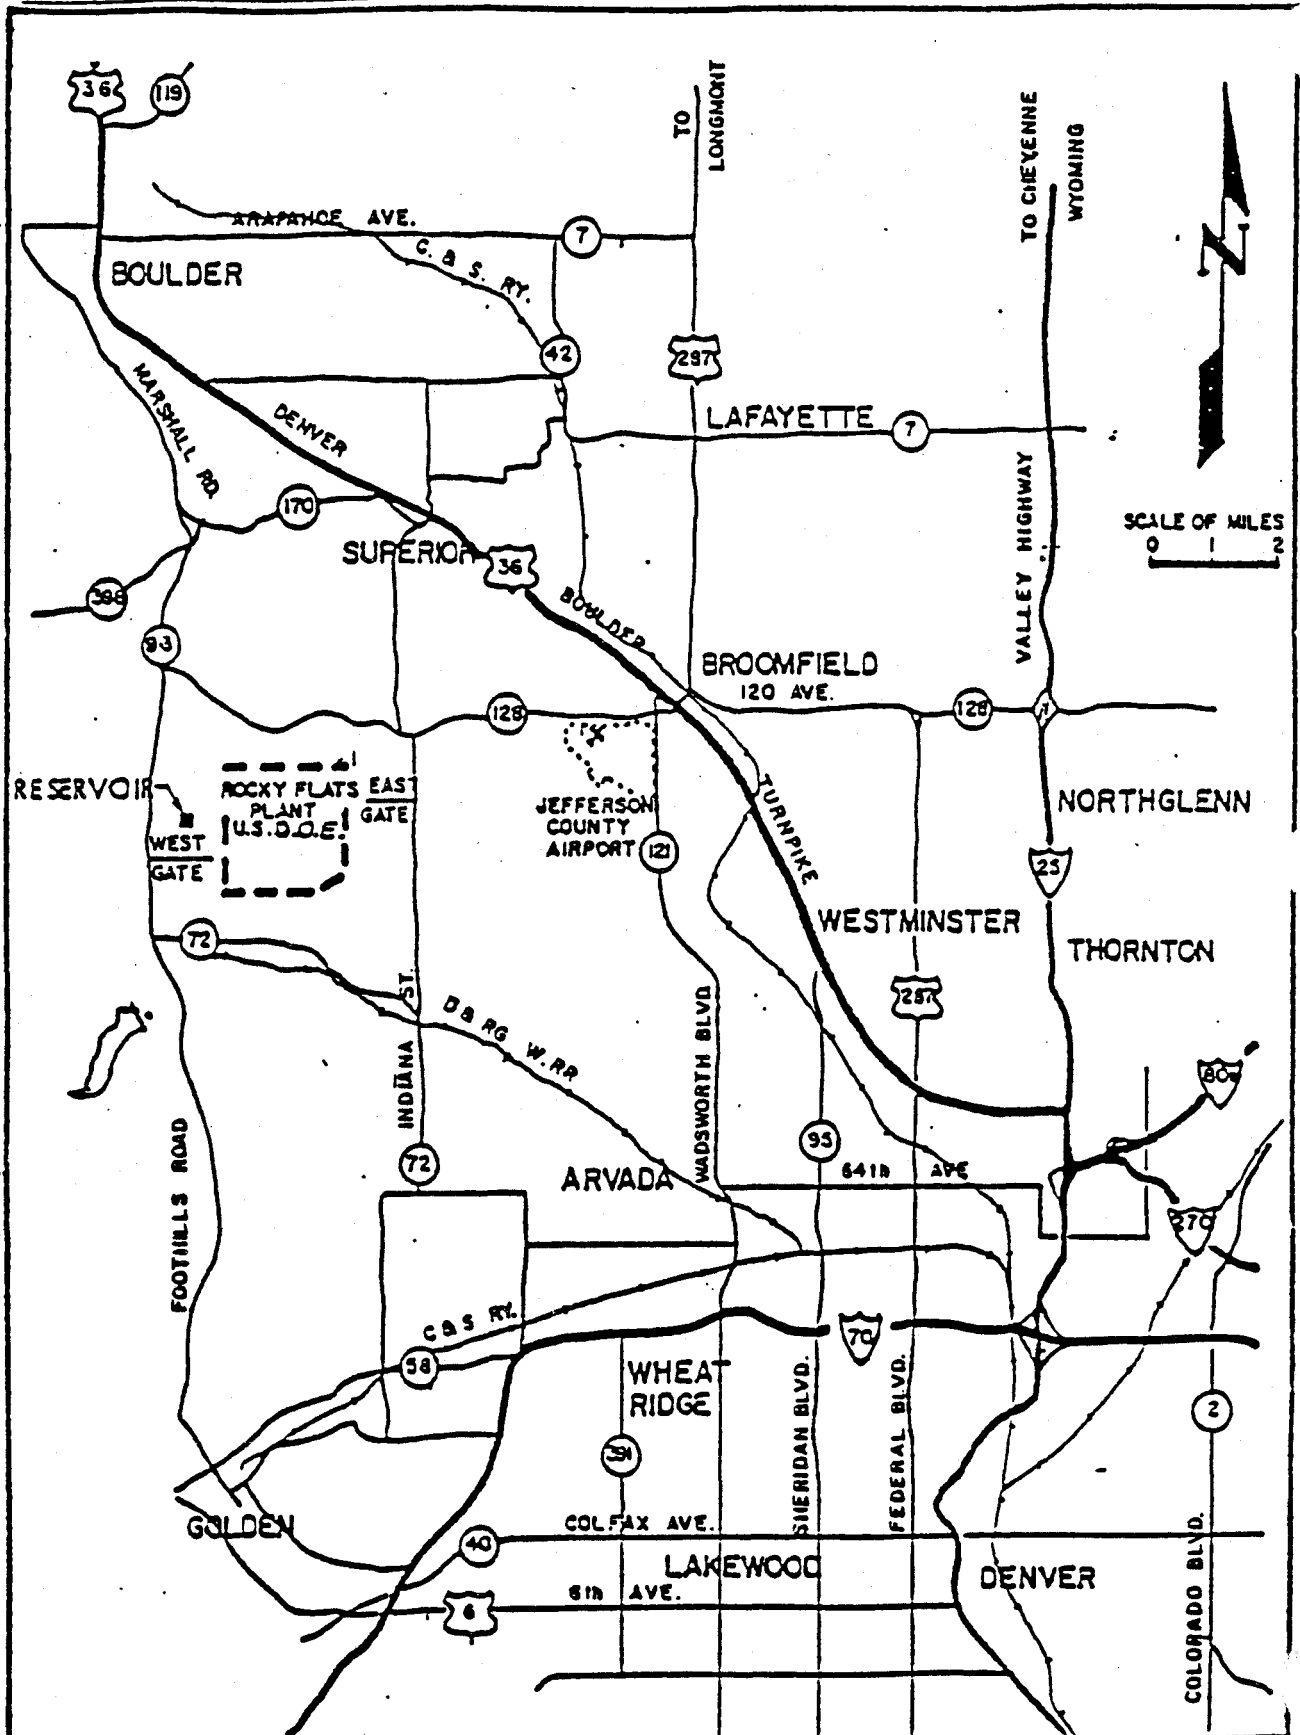 36
119
TO
LONGMONT
TO CHEYENNE
WYOMING
ARAPAHOE AVE.
7
C. & S. RY.
BOULDER
N
42
287
MARSHALL RD.
DENVER
LAFAYETTE
7
170
VALLEY HIGHWAY
SCALE OF MILES
0 1 2
SUPERIOR
36
398
BOULDER
93
BROOMFIELD
120 AVE.
128
128
RESERVOIR
ROCKY FLATS
PLANT
U.S.D.O.E.
EAST
GATE
JEFFERSON
COUNTY
AIRPORT
TURNPIKE
NORTHGLENN
WEST
GATE
121
25
WESTMINSTER
72
THORNTON
INDIANA ST.
D & RG W. RR
287
WADSWORTH BLVD.
80
FOOTHILLS ROAD
95
72
ARVADA
64th AVE
270
C & S RY.
70
58
WHEAT
RIDGE
SHERIDAN BLVD.
FEDERAL BLVD.
2
391
GOLDEN
COLFAX AVE.
40
LAKEWOOD
DENVER
6th AVE.
6
COLORADO BLVD.